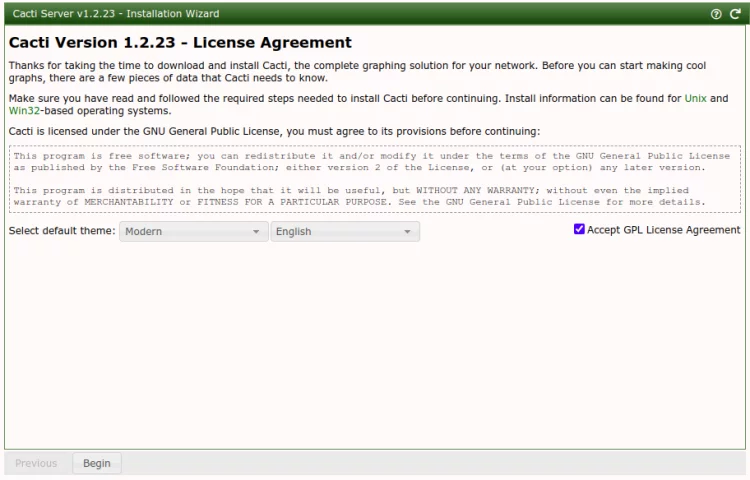 Cacti Server v1.2.23 - Installation Wizard
Cacti Version 1.2.23 - License Agreement
Thanks for taking the time to download and install Cacti, the complete graphing solution for your network. Before you can start making cool
graphs, there are a few pieces of data that Cacti needs to know.
Make sure you have read and followed the required steps needed to install Cacti before continuing. Install information can be found for Unix and
Win32-based operating systems.
Cacti is licensed under the GNU General Public License, you must agree to its provisions before continuing:
This program is free software; you can redistribute it and/or modify it under the terms of the GNU General Public License
as published by the Free Software Foundation; either version 2 of the License, or (at your option) any later version.
This program is distributed in the hope that it will be useful, but WITHOUT ANY WARRANTY; without even the implied
warranty of MERCHANTABILITY or FITNESS FOR A PARTICULAR PURPOSE. See the GNU General Public License for more details.
Select default theme: Modern English Accept GPL License Agreement
Previous Begin